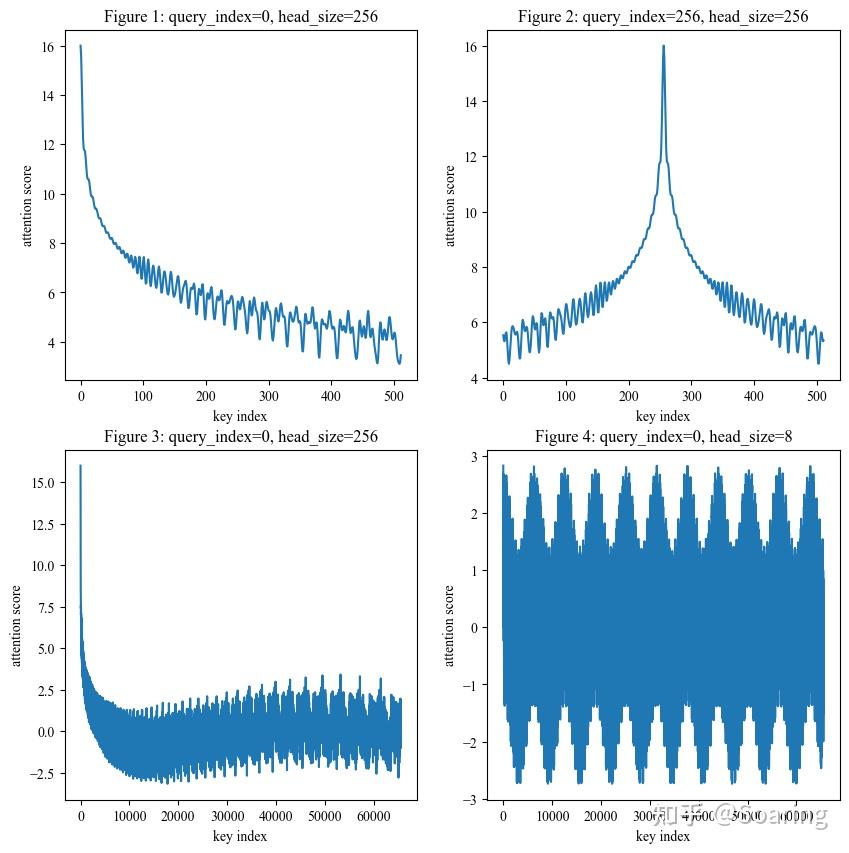 Figure 1: query_index=0, head_size=256
16
14
12
10
8
6
4
attention score
0 100 200 300 400 500
key index
Figure 2: query_index=256, head_size=256
16
14
12
10
8
6
4
attention score
0 100 200 300 400 500
key index
Figure 3: query_index=0, head_size=256
15.0
12.5
10.0
7.5
5.0
2.5
0.0
−2.5
attention score
0 10000 20000 30000 40000 50000 60000
key index
Figure 4: query_index=0, head_size=8
3
2
1
0
−1
−2
−3
attention score
0 10000 20000 30000 40000 50000 60000
key index
知乎 @Soaring